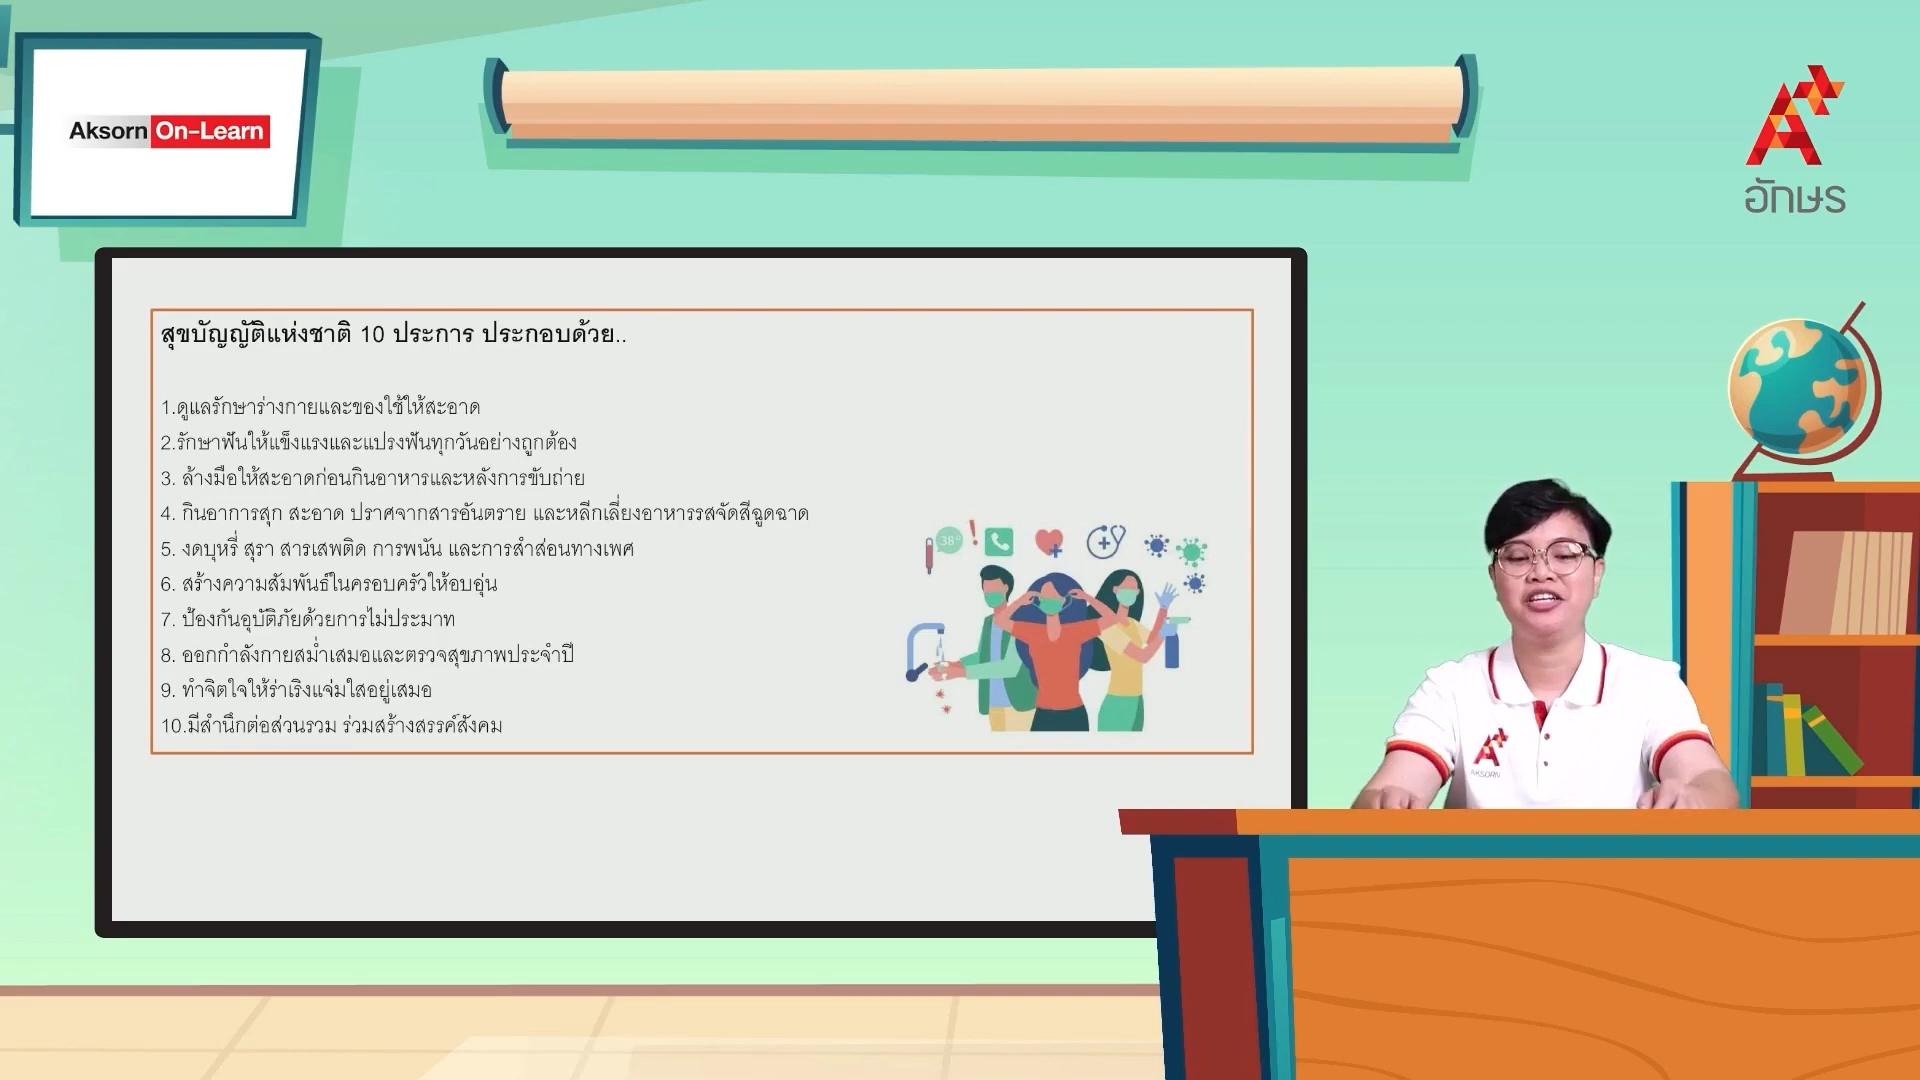 Aksorn On-Learn
อักษร
สุขบัญญัติแห่งชาติ 10 ประการ ประกอบด้วย..
1.ดูแลรักษาร่างกายและของใช้ให้สะอาด
2.รักษาฟันให้แข็งแรงและแปรงฟันทุกวันอย่างถูกต้อง
3. ล้างมือให้สะอาดก่อนกินอาหารและหลังการขับถ่าย
4. กินอาการสุก สะอาด ปราศจากสารอันตราย และหลีกเลี่ยงอาหารรสจัดสีฉูดฉาด
5. งดบุหรี่ สุรา สารเสพติด การพนัน และการสำส่อนทางเพศ
6. สร้างความสัมพันธ์ในครอบครัวให้อบอุ่น
7. ป้องกันอุบัติภัยด้วยการไม่ประมาท
8. ออกกำลังกายสม่ำเสมอและตรวจสุขภาพประจำปี
9. ทำจิตใจให้ร่าเริงแจ่มใสอยู่เสมอ
10.มีสำนึกต่อส่วนรวม ร่วมสร้างสรรค์สังคม
38°
AKSORN